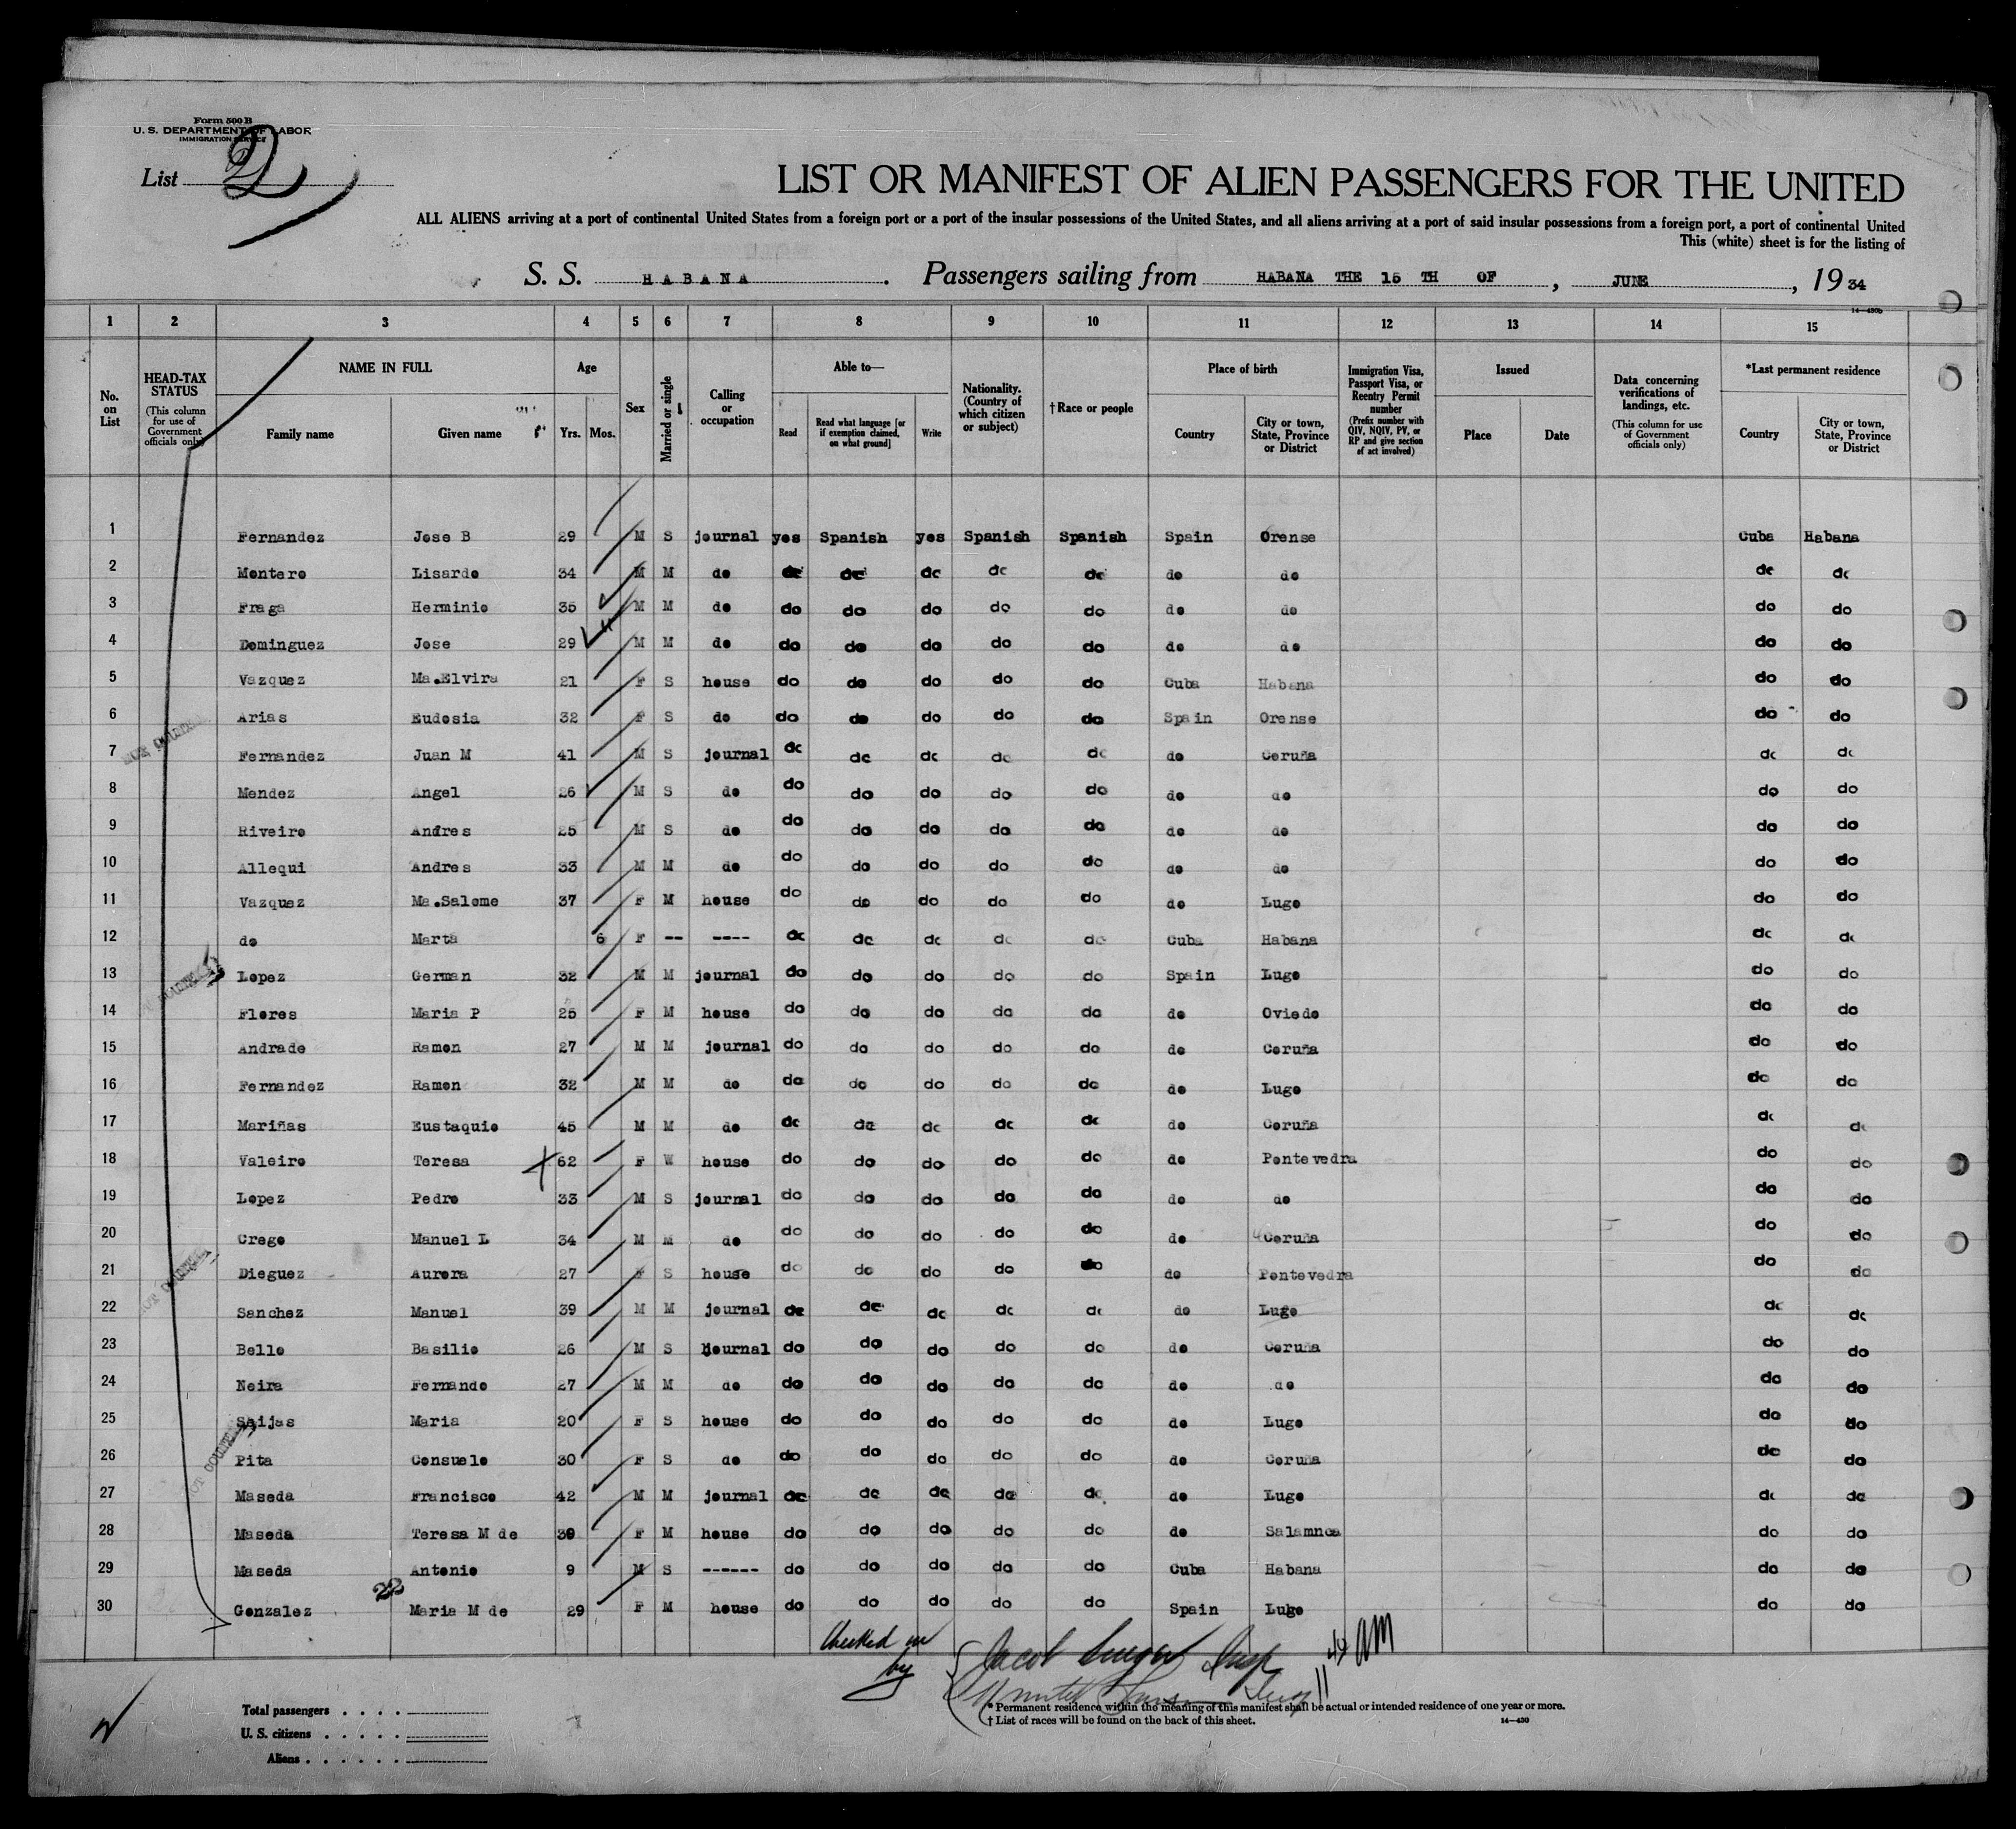 Form 500 B
U. S. DEPARTMENT OF LABOR
IMMIGRATION SERVICE
List 2
LIST OR MANIFEST OF ALIEN PASSENGERS FOR THE UNITED
ALL ALIENS arriving at a port of continental United States from a foreign port or a port of the insular possessions of the United States, and all aliens arriving at a port of said insular possessions from a foreign port, a port of continental United
This (white) sheet is for the listing of
S. S. HABANA. Passengers sailing from HABANA THE 15 TH OF, JUNE, 19 34
14—430b
1 2 3 4 5 6 7 8 9 10 11 12 13 14 15
No. on List
HEAD-TAX STATUS (This column for use of Government officials only)
NAME IN FULL Family name Given name
Age Yrs. Mos.
Sex
Married or single
Calling or occupation
Able to— Read Read what language [or if exemption claimed, on what ground] Write
Nationality. (Country of which citizen or subject)
†Race or people
Place of birth Country City or town, State, Province or District
Immigration Visa, Passport Visa, or Reentry Permit number (Prefix number with QIV, NQIV, PV, or RP and give section of act involved)
Issued Place Date
Data concerning verifications of landings, etc. (This column for use of Government officials only)
*Last permanent residence Country City or town, State, Province or District
1 Fernandez Jose B 29 M S journal yes Spanish yes Spanish Spanish Spain Orense Cuba Habana
2 Montero Lisardo 34 M M do do do do do do do do do do
3 Fraga Herminio 35 M M do do do do do do do do do do
4 Dominguez Jose 29 M M do do do do do do do do do do
5 Vazquez Ma.Elvira 21 F S house do do do do do Cuba Habana do do
6 Arias Eudosia 32 F S do do do do do do Spain Orense do do
7 Fernandez Juan M 41 M S journal do do do do do do Coruña do do
8 Mendez Angel 26 M S do do do do do do do do do do
9 Riveiro Andres 25 M S do do do do do do do do do do
10 Allequi Andres 33 M M do do do do do do do do do do
11 Vazquez Ma.Salome 37 F M house do do do do do do Lugo do do
12 do Marta 6 F -- ---- do do do do do Cuba Habana do do
13 Lopez German 32 M M journal do do do do do Spain Lugo do do
14 Flores Maria P 25 F M house do do do do do do Oviedo do do
15 Andrade Ramon 27 M M journal do do do do do do Coruña do do
16 Fernandez Ramon 32 M M do do do do do do do Lugo do do
17 Mariñas Eustaquio 45 M M do do do do do do do Coruña do do
18 Valeiro Teresa 62 F W house do do do do do do Pontevedra do do
19 Lopez Pedro 33 M S journal do do do do do do do do do
20 Crego Manuel L 34 M M do do do do do do do Coruña do do
21 Dieguez Aurora 27 F S house do do do do do do Pontevedra do do
22 Sanchez Manuel 39 M M journal do do do do do do Lugo do do
23 Bello Basilio 26 M S journal do do do do do do Coruña do do
24 Neira Fernando 27 M M do do do do do do do do do do
25 Seijas Maria 20 F S house do do do do do do Lugo do do
26 Pita Consuelo 30 F S do do do do do do do Coruña do do
27 Maseda Francisco 42 M M journal do do do do do do Lugo do do
28 Maseda Teresa M de 39 F M house do do do do do do Salamnca do do
29 Maseda Antonio 9 M S ------ do do do do do Cuba Habana do do
30 Gonzalez Maria M de 29 F M house do do do do do Spain Lugo do do
Checked by
Total passengers . . . .
U. S. citizens . . . . .
Aliens . . . . . .
* Permanent residence within the meaning of this manifest shall be actual or intended residence of one year or more.
† List of races will be found on the back of this sheet. 14—430